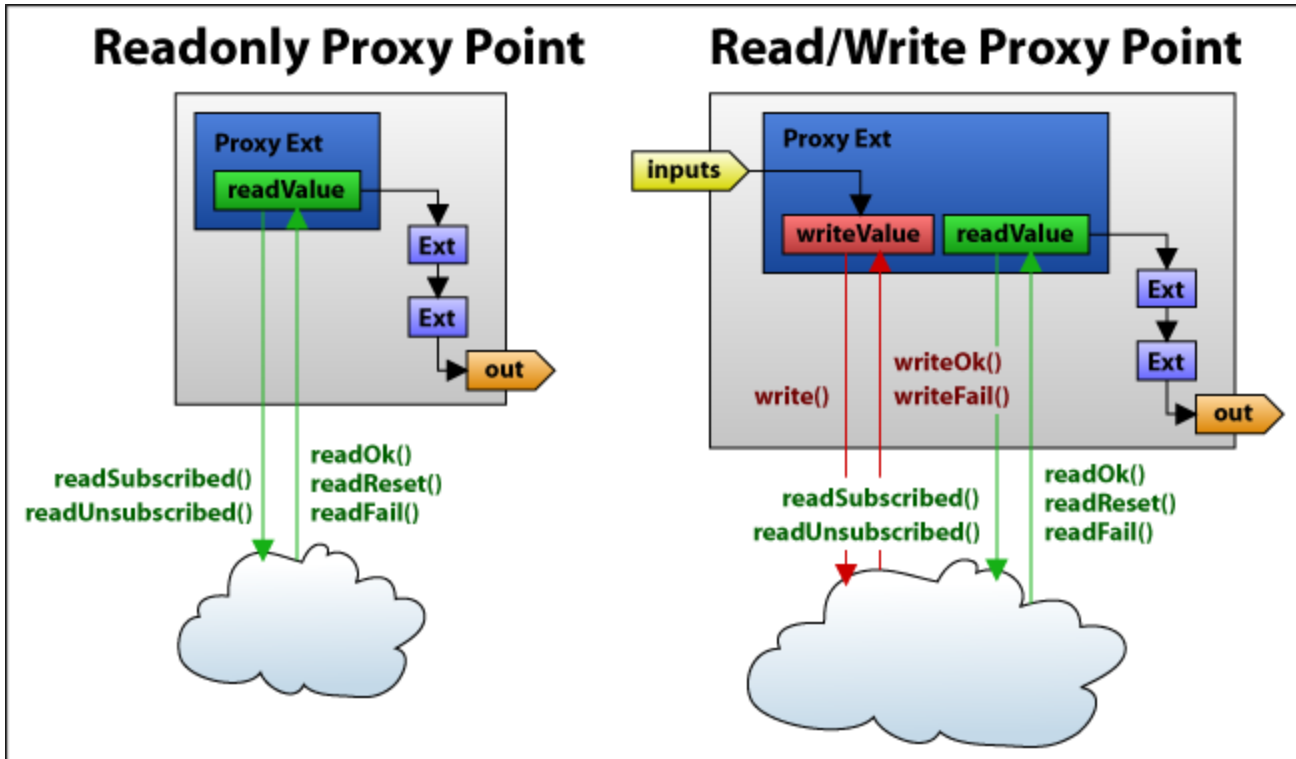 Readonly Proxy Point
Proxy Ext
readValue
Ext
Ext
out
readSubscribed()
readUnsubscribed()
readOk()
readReset()
readFail()
Read/Write Proxy Point
Proxy Ext
inputs
writeValue
readValue
Ext
Ext
out
write()
writeOk()
writeFail()
readSubscribed()
readUnsubscribed()
readOk()
readReset()
readFail()